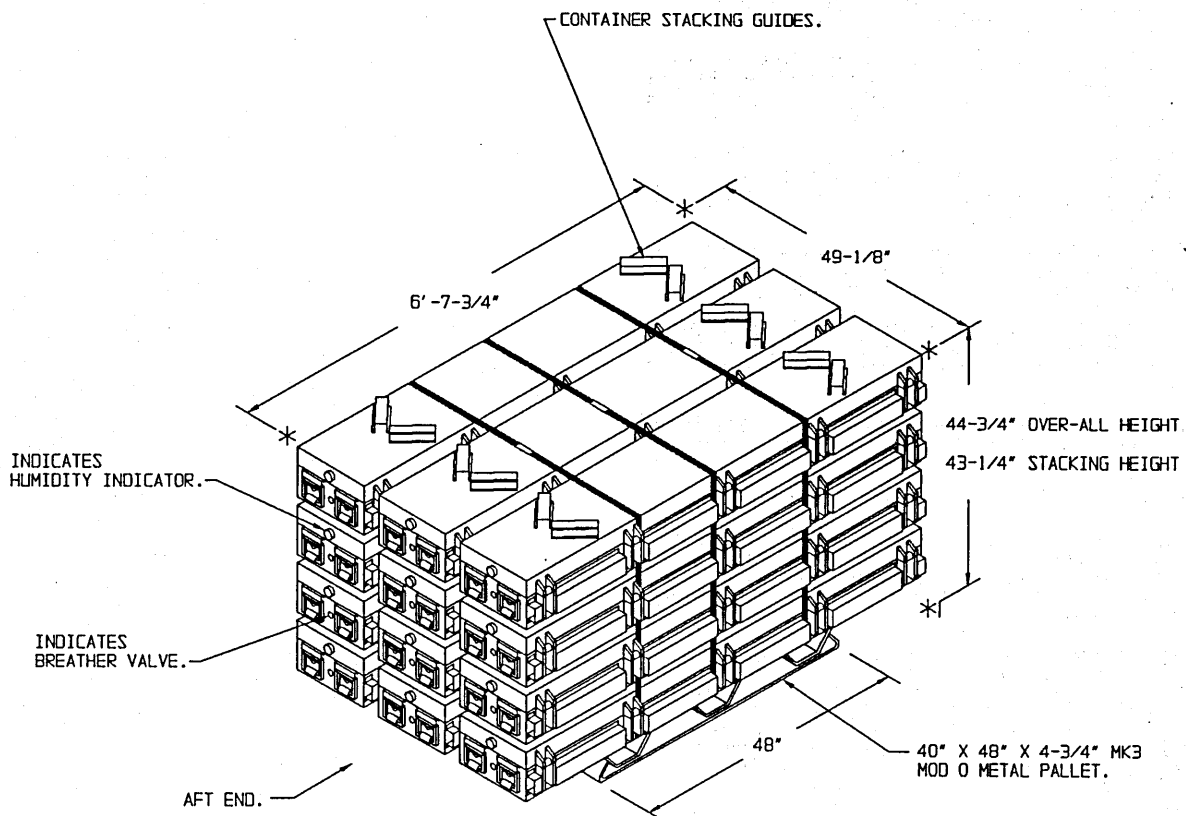 CONTAINER STACKING GUIDES.
49-1/8"
6'-7-3/4"
44-3/4" OVER-ALL HEIGHT
43-1/4" STACKING HEIGHT
INDICATES
HUMIDITY INDICATOR.
INDICATES
BREATHER VALVE.
48"
40" X 48" X 4-3/4" MK3
MOD 0 METAL PALLET.
AFT END.